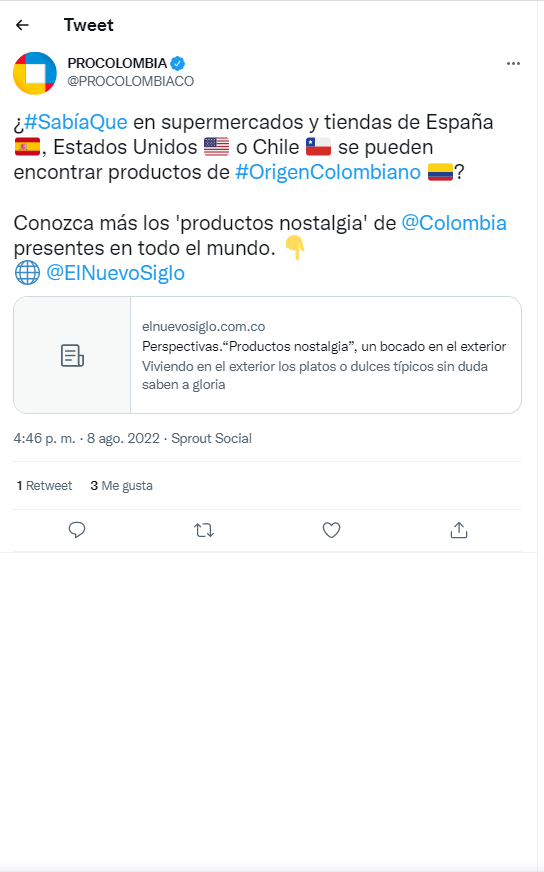 Tweet
PROCOLOMBIA
@PROCOLOMBIACO
¿#SabíaQue en supermercados y tiendas de España
🇪🇸, Estados Unidos 🇺🇸 o Chile 🇨🇱 se pueden
encontrar productos de #OrigenColombiano 🇨🇴?
Conozca más los 'productos nostalgia' de @Colombia
presentes en todo el mundo. 👇
🌐 @ElNuevoSiglo
elnuevosiglo.com.co
Perspectivas.“Productos nostalgia”, un bocado en el exterior
Viviendo en el exterior los platos o dulces típicos sin duda
saben a gloria
4:46 p. m. · 8 ago. 2022 · Sprout Social
1 Retweet 3 Me gusta